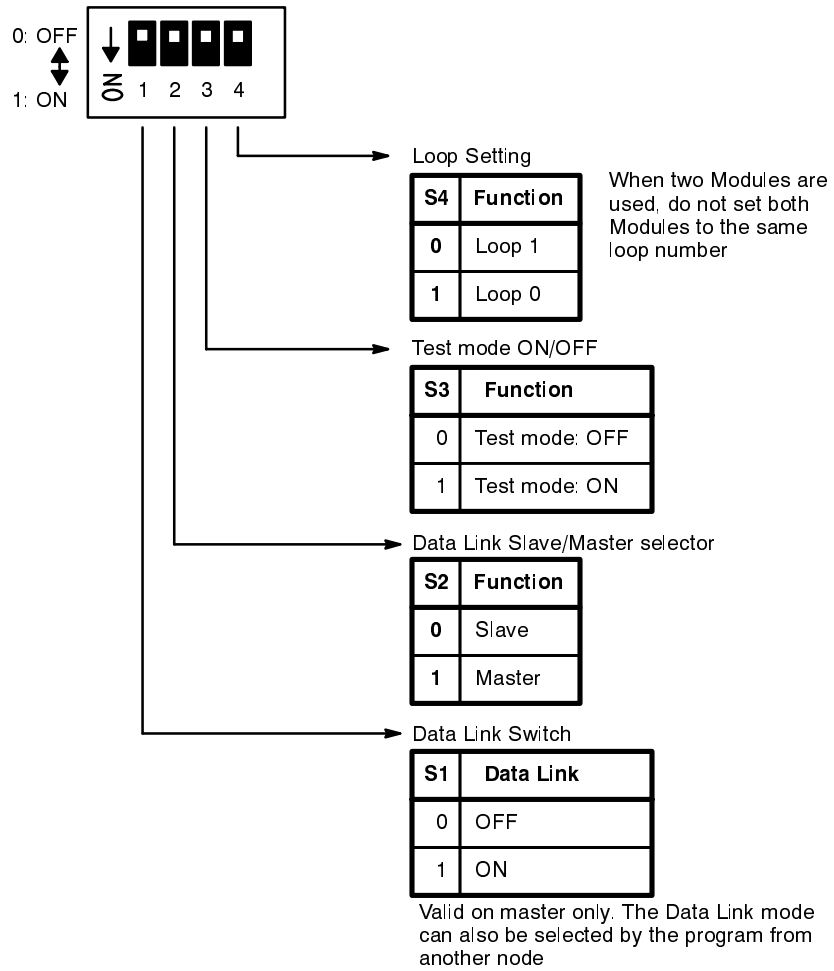 0: OFF
1: ON
ON
1 2 3 4
Loop Setting
S4 Function
0 Loop 1
1 Loop 0
When two Modules are
used, do not set both
Modules to the same
loop number
Test mode ON/OFF
S3 Function
0 Test mode: OFF
1 Test mode: ON
Data Link Slave/Master selector
S2 Function
0 Slave
1 Master
Data Link Switch
S1 Data Link
0 OFF
1 ON
Valid on master only. The Data Link mode
can also be selected by the program from
another node